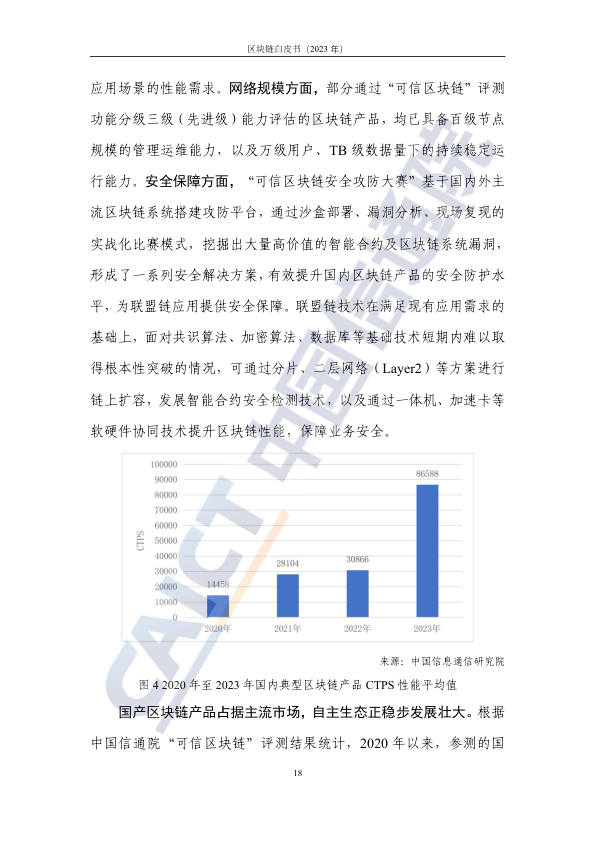 区块链白皮书（2023 年）
应用场景的性能需求。网络规模方面，部分通过“可信区块链”评测
功能分级三级（先进级）能力评估的区块链产品，均已具备百级节点
规模的管理运维能力，以及万级用户、TB 级数据量下的持续稳定运
行能力。安全保障方面，“可信区块链安全攻防大赛”基于国内外主
流区块链系统搭建攻防平台，通过沙盒部署、漏洞分析、现场复现的
实战化比赛模式，挖掘出大量高价值的智能合约及区块链系统漏洞，
形成了一系列安全解决方案，有效提升国内区块链产品的安全防护水
平，为联盟链应用提供安全保障。联盟链技术在满足现有应用需求的
基础上，面对共识算法、加密算法、数据库等基础技术短期内难以取
得根本性突破的情况，可通过分片、二层网络（Layer2）等方案进行
链上扩容，发展智能合约安全检测技术，以及通过一体机、加速卡等
软硬件协同技术提升区块链性能，保障业务安全。
CTPS
100000
90000
80000
70000
60000
50000
40000
30000
20000
10000
0
14458
28104
30866
86588
2020年
2021年
2022年
2023年
来源：中国信息通信研究院
图 4 2020 年至 2023 年国内典型区块链产品 CTPS 性能平均值
国产区块链产品占据主流市场，自主生态正稳步发展壮大。根据
中国信通院“可信区块链”评测结果统计，2020 年以来，参测的国
18
CAICT 中国信通院